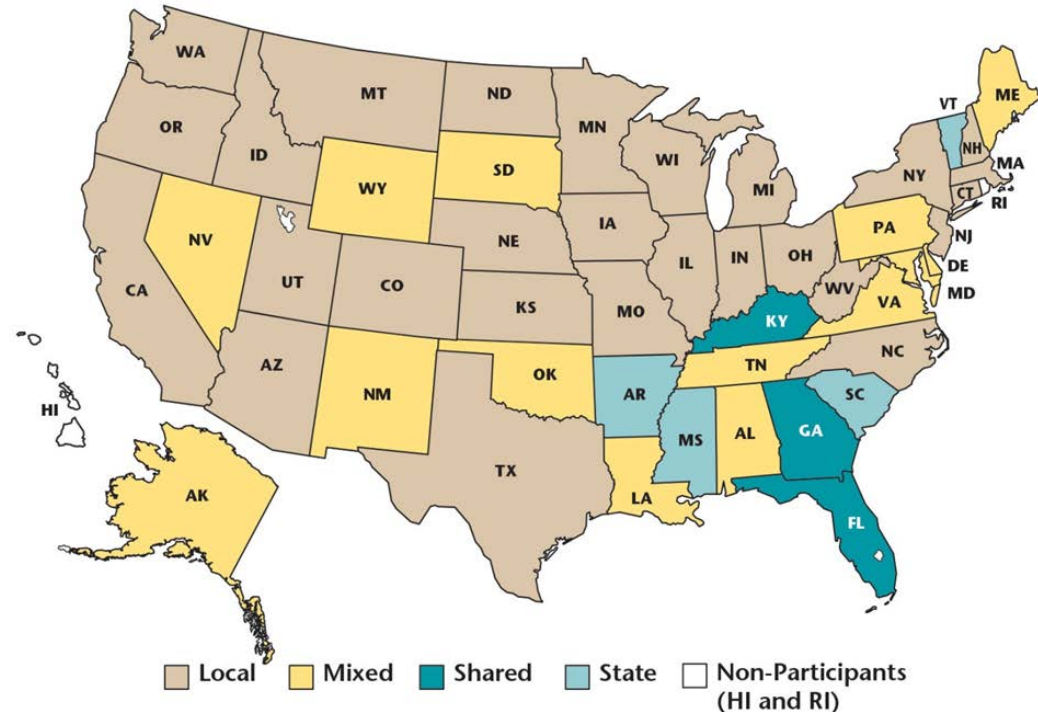 WA
MT
ND
MN
VT
ME
OR
ID
WI
NH
MA
SD
NY
WY
MI
CT
RI
IA
PA
NJ
NV
NE
OH
DE
IL
IN
UT
CO
WV
MD
CA
VA
KS
MO
KY
NC
AZ
TN
OK
NM
AR
SC
HI
MS
AL
GA
TX
AK
LA
FL
Local
Mixed
Shared
State
Non-Participants
(HI and RI)